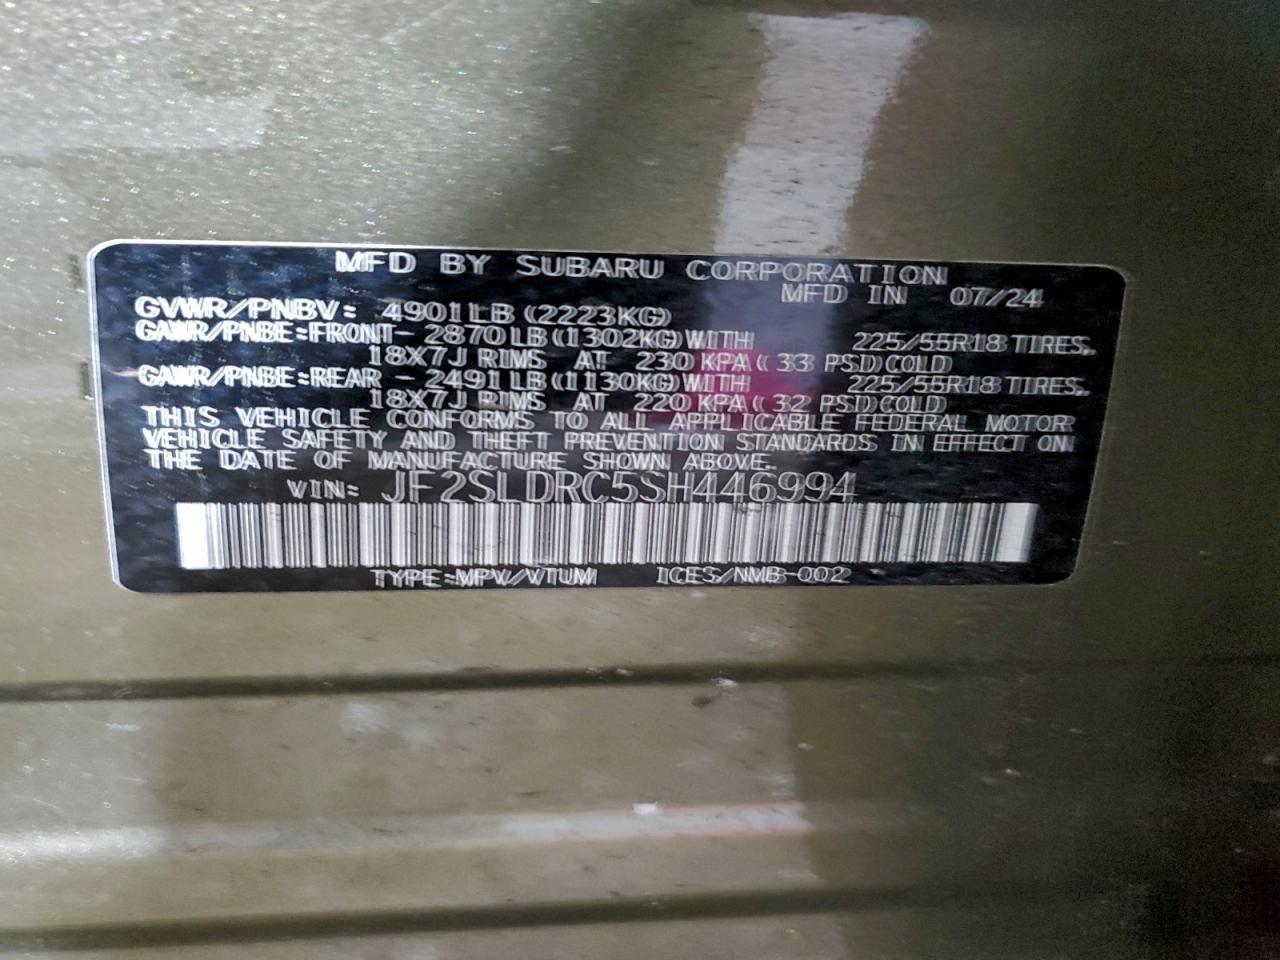 MFD BY SUBARU CORPORATION
MFD IN 07/24
GVWR/PNBV: 4901LB (2223KG)
GAWR/PNBE:FRONT- 2870LB(1302KG)WITH 225/55R18 TIRES,
18X7J RIMS AT 230 KPA( 33 PSI)COLD
GAWR/PNBE:REAR - 2491LB(1130KG)WITH 225/55R18 TIRES,
18X7J RIMS AT 220 KPA( 32 PSI)COLD
THIS VEHICLE CONFORMS TO ALL APPLICABLE FEDERAL MOTOR
VEHICLE SAFETY AND THEFT PREVENTION STANDARDS IN EFFECT ON
THE DATE OF MANUFACTURE SHOWN ABOVE.
VIN: JF2SLDRC5SH446994
TYPE:MPV/VTUM ICES/NMB-002